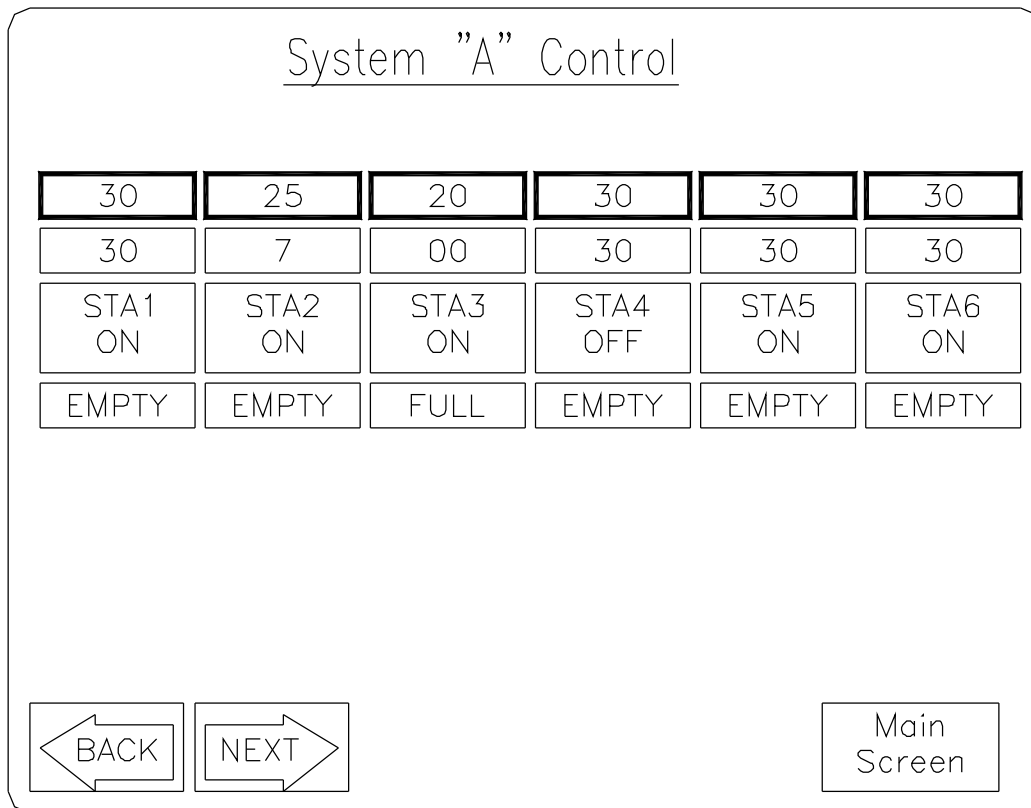 System "A" Control
30 25 20 30 30 30
30 7 00 30 30 30
STA1 STA2 STA3 STA4 STA5 STA6
ON ON ON OFF ON ON
EMPTY EMPTY FULL EMPTY EMPTY EMPTY
BACK NEXT
Main
Screen